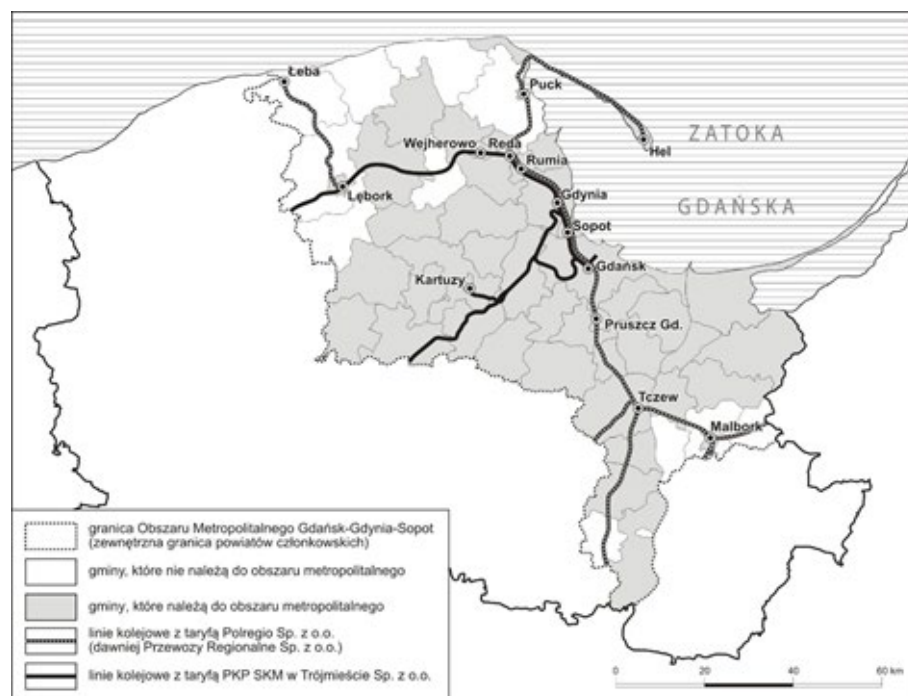 Łeba
Puck
ZATOKA
Wejherowo
Reda
Hel
Rumia
Lębork
Gdynia
GDAŃSKA
Sopot
Gdańsk
Kartuzy
Pruszcz Gd.
Tczew
Malbork
granica Obszaru Metropolitalnego Gdańsk-Gdynia-Sopot
(zewnętrzna granica powiatów członkowskich)
gminy, które nie należą do obszaru metropolitalnego
gminy, które należą do obszaru metropolitalnego
linie kolejowe z taryfą Polregio Sp. z o.o.
(dawniej Przewozy Regionalne Sp. z o.o.)
linie kolejowe z taryfą PKP SKM w Trójmieście Sp. z o.o.
0 20 40 60 km